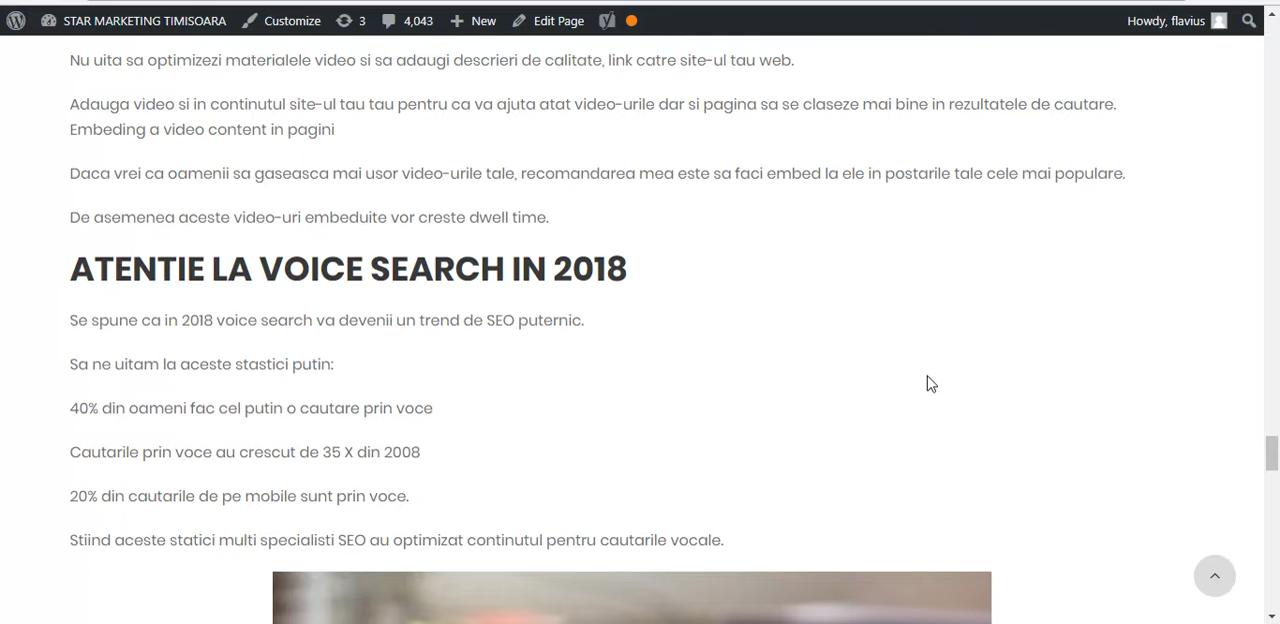 STAR MARKETING TIMISOARA Customize 3 4,043 New Edit Page Howdy, flavius
Nu uita sa optimizezi materialele video si sa adaugi descrieri de calitate, link catre site-ul tau web.
Adauga video si in continutul site-ul tau tau pentru ca va ajuta atat video-urile dar si pagina sa se claseze mai bine in rezultatele de cautare.
Embeding a video content in pagini
Daca vrei ca oamenii sa gaseasca mai usor video-urile tale, recomandarea mea este sa faci embed la ele in postarile tale cele mai populare.
De asemenea aceste video-uri embeduite vor creste dwell time.
ATENTIE LA VOICE SEARCH IN 2018
Se spune ca in 2018 voice search va devenii un trend de SEO puternic.
Sa ne uitam la aceste stastici putin:
40% din oameni fac cel putin o cautare prin voce
Cautarile prin voce au crescut de 35 X din 2008
20% din cautarile de pe mobile sunt prin voce.
Stiind aceste statici multi specialisti SEO au optimizat continutul pentru cautarile vocale.